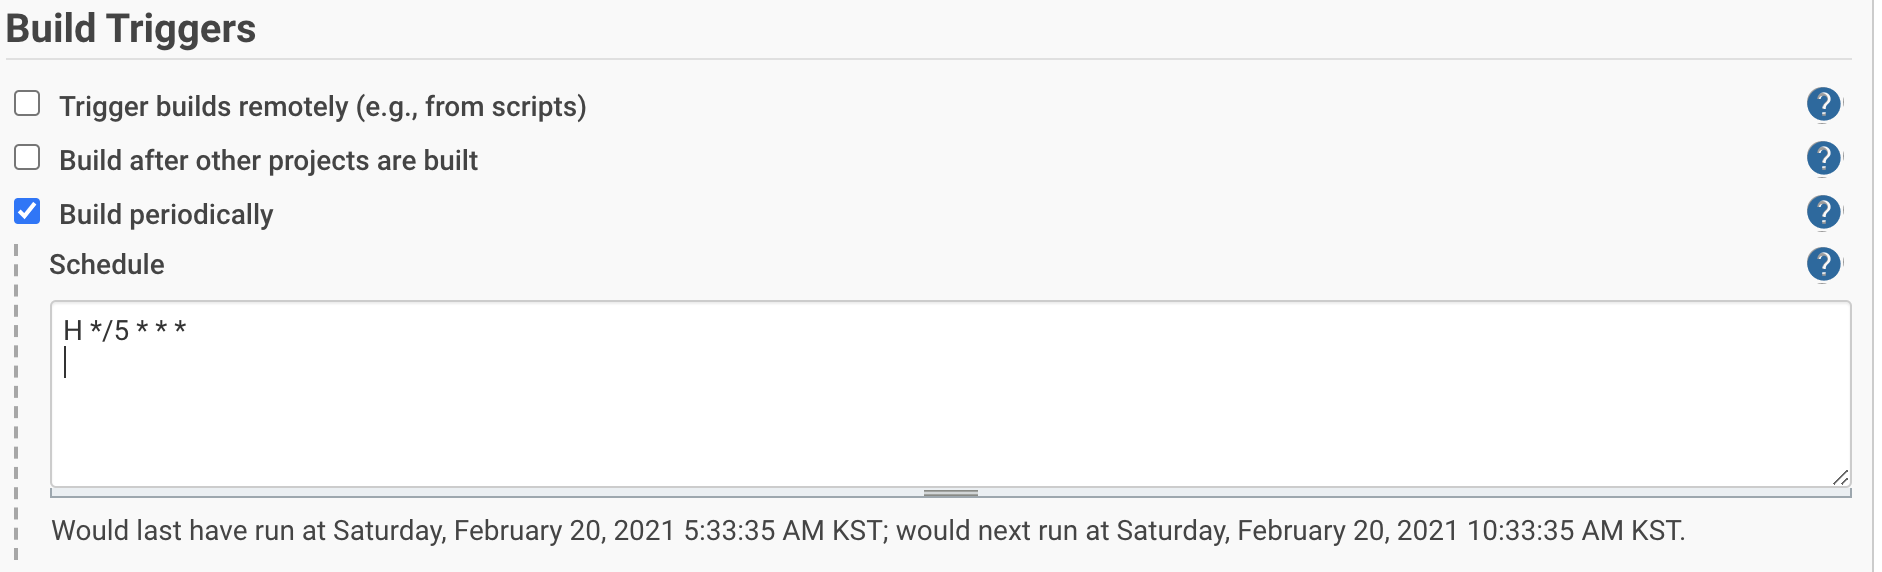 Build Triggers
Trigger builds remotely (e.g., from scripts) ?
Build after other projects are built ?
Build periodically ?
Schedule ?
H */5 * * *
Would last have run at Saturday, February 20, 2021 5:33:35 AM KST; would next run at Saturday, February 20, 2021 10:33:35 AM KST.